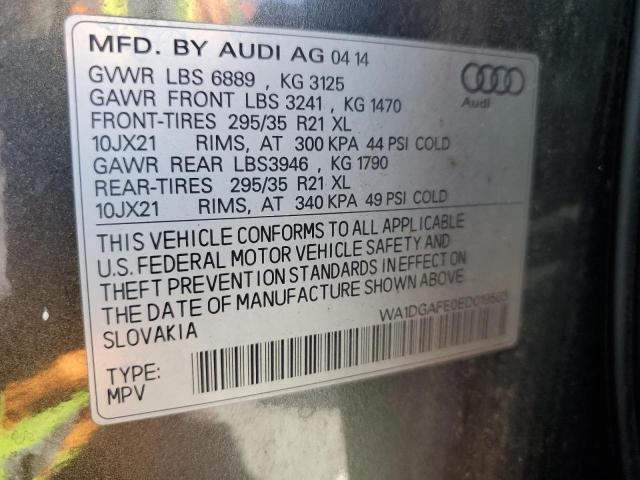 MFD. BY AUDI AG 04 14
GVWR LBS 6889 , KG 3125
GAWR FRONT LBS 3241 , KG 1470
FRONT-TIRES 295/35 R21 XL
10JX21 RIMS, AT 300 KPA 44 PSI COLD
GAWR REAR LBS3946 , KG 1790
REAR-TIRES 295/35 R21 XL
10JX21 RIMS, AT 340 KPA 49 PSI COLD
Audi
THIS VEHICLE CONFORMS TO ALL APPLICABLE
U.S. FEDERAL MOTOR VEHICLE SAFETY AND
THEFT PREVENTION STANDARDS IN EFFECT ON
THE DATE OF MANUFACTURE SHOWN ABOVE.
SLOVAKIA
TYPE:
MPV